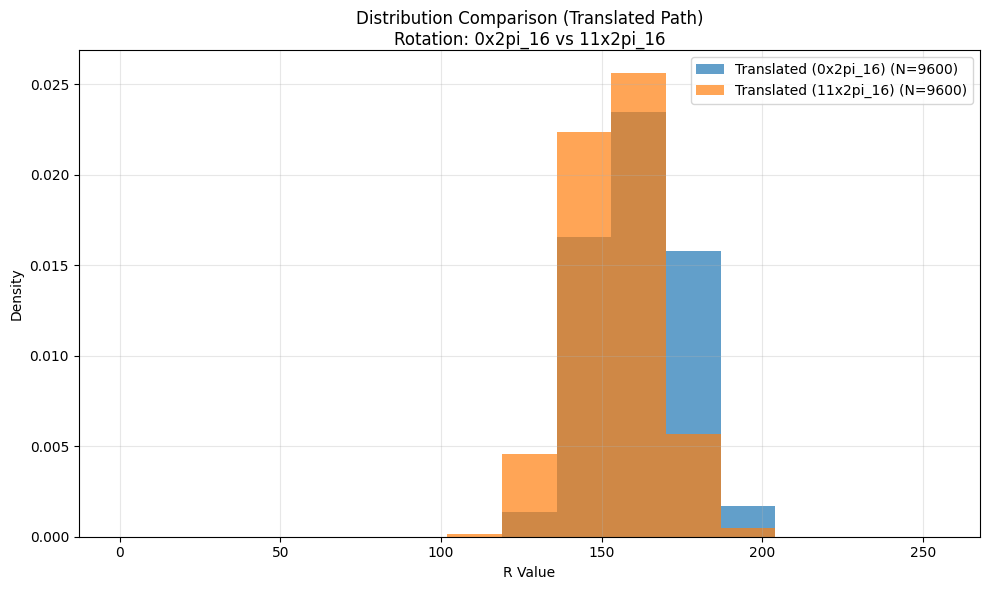 Distribution Comparison (Translated Path)
Rotation: 0x2pi_16 vs 11x2pi_16
Translated (0x2pi_16) (N=9600)
Translated (11x2pi_16) (N=9600)
Density
0.025
0.020
0.015
0.010
0.005
0.000
0 50 100 150 200 250
R Value